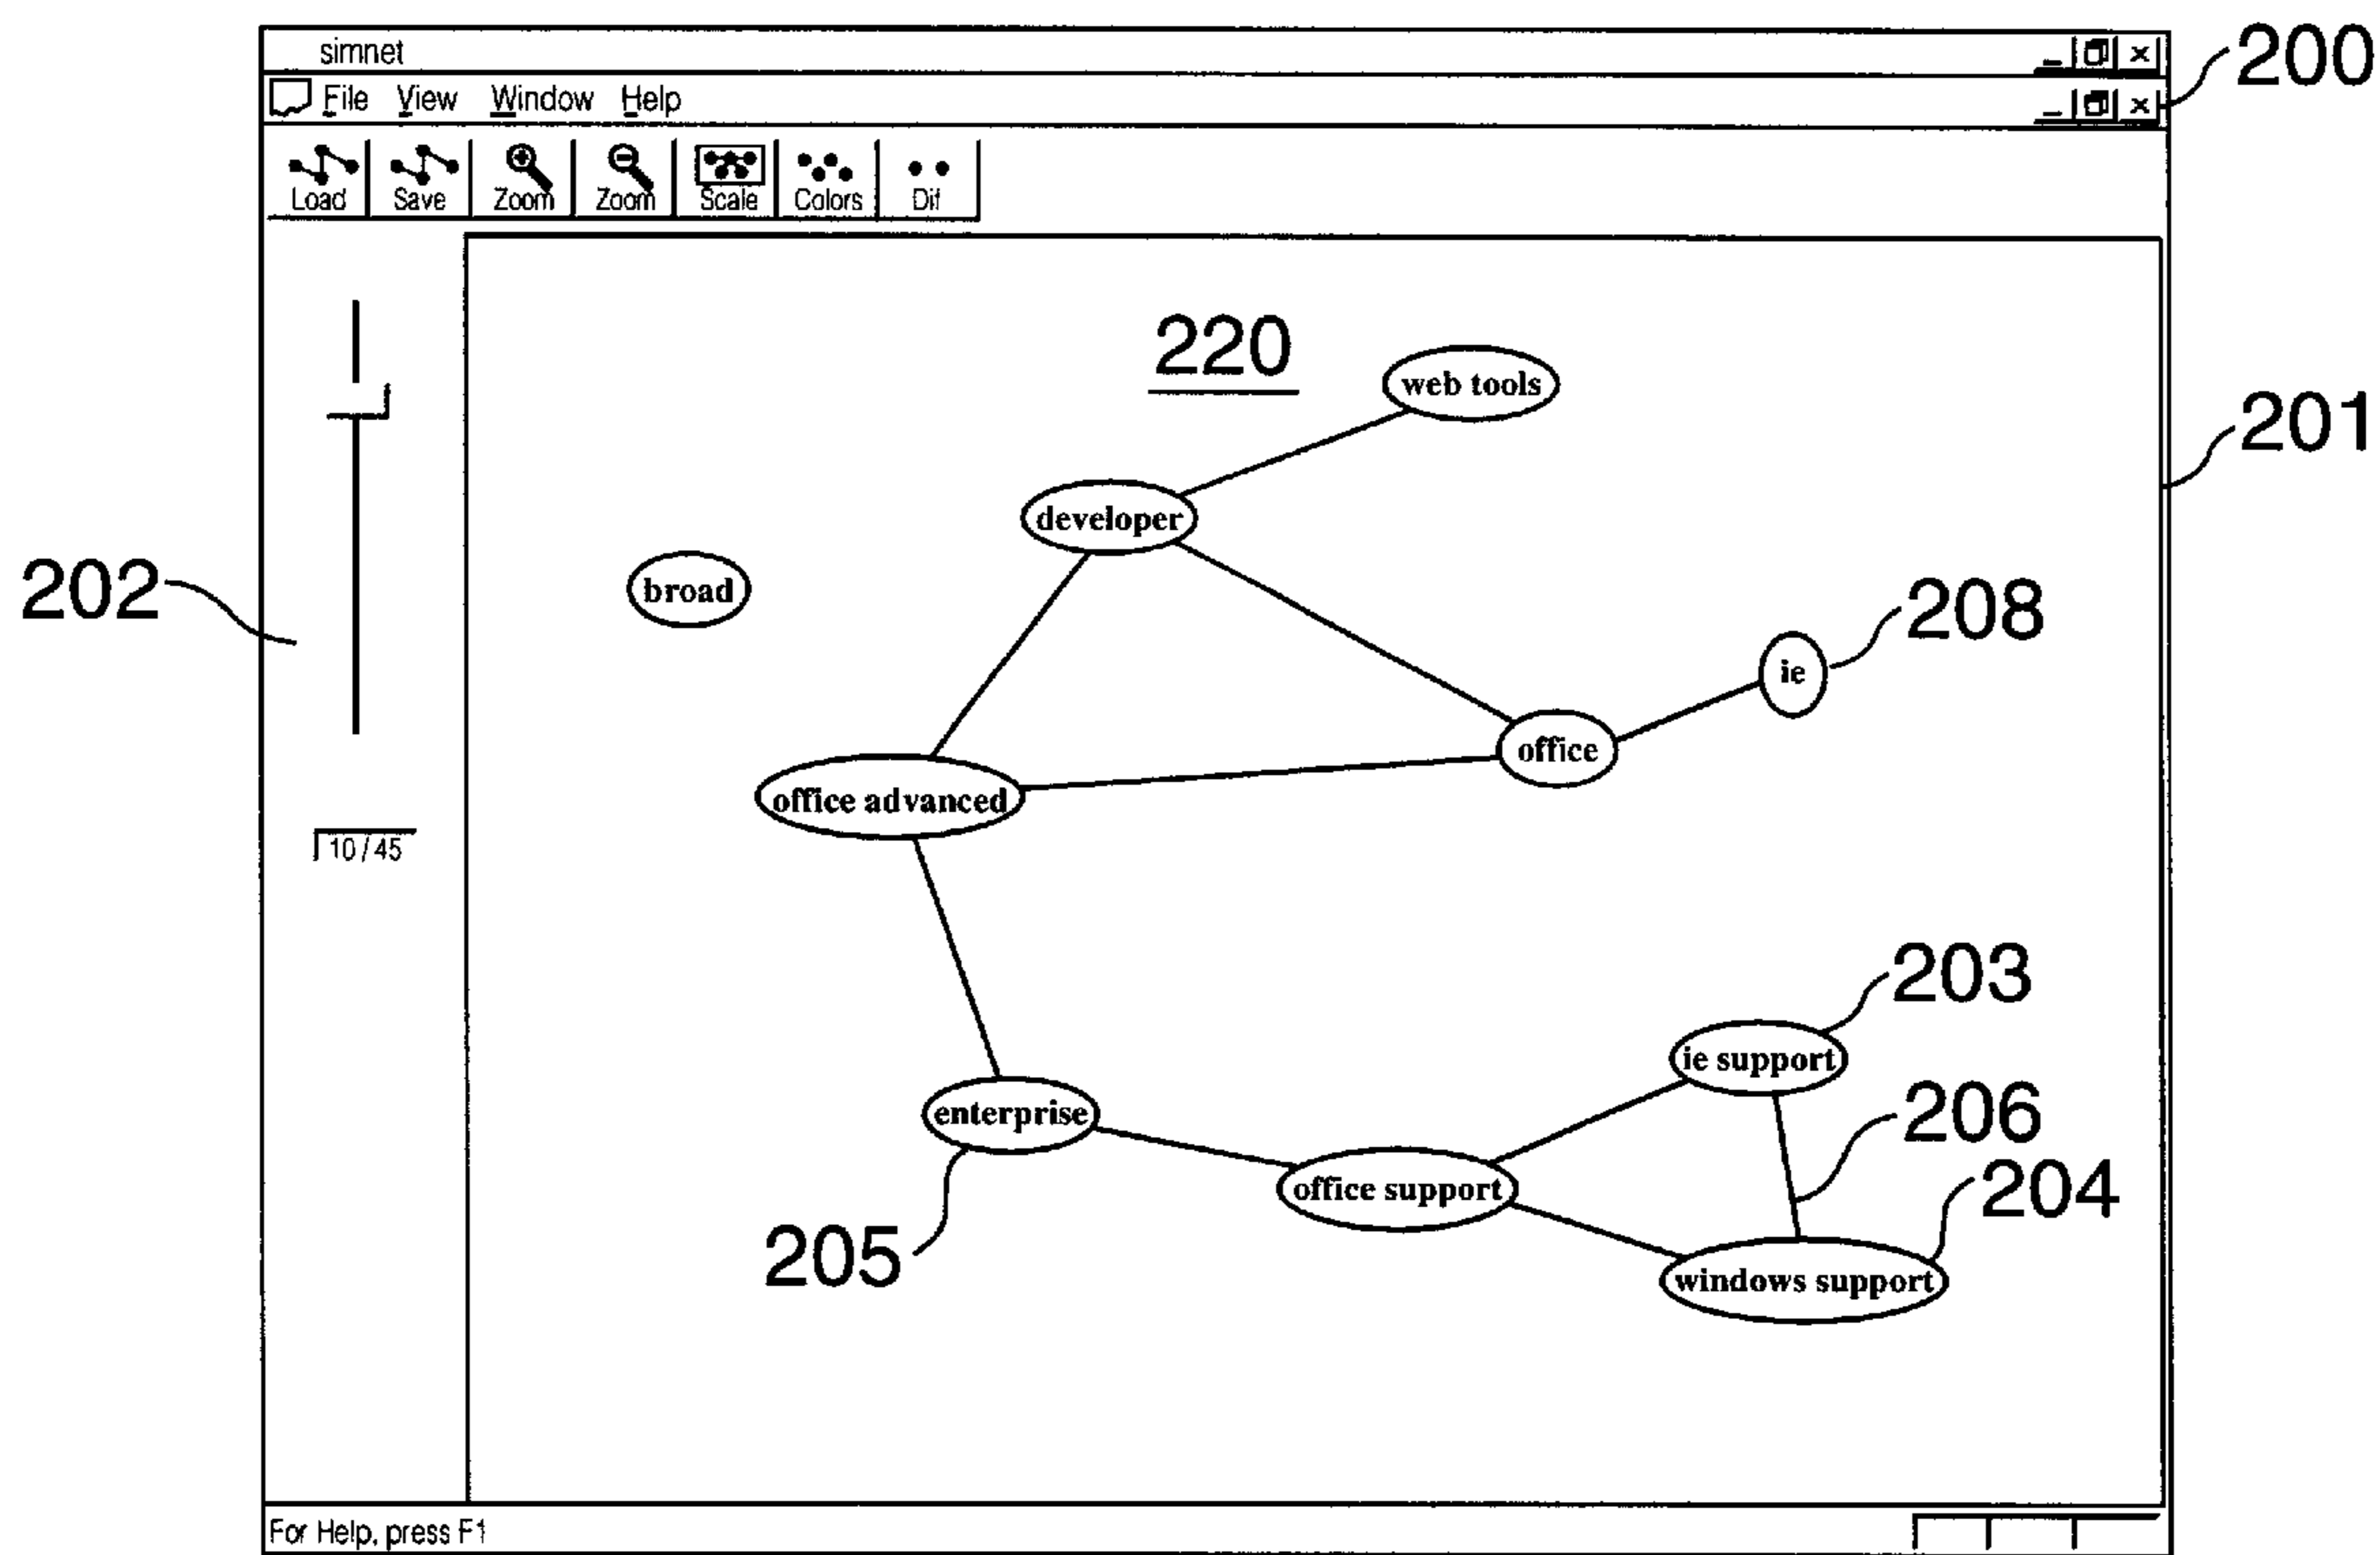 simnet
200
File View Window Help
Load Save Zoom Zoom Scale Colors Dif
220
web tools
201
developer
202
broad
208
ie
office
office advanced
10/45
203
ie support
206
enterprise
204
office support
205
windows support
For Help, press F1